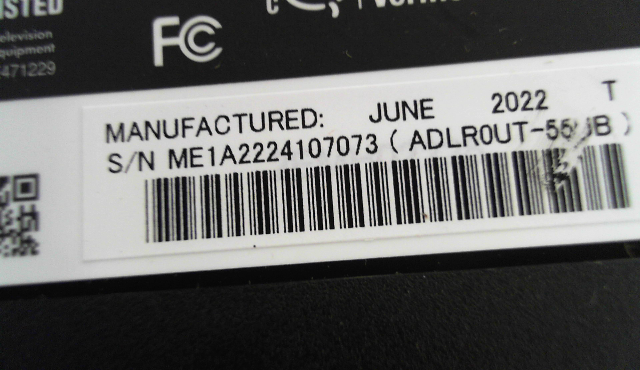 ISTED
elevision
quipment
471229
FC
MANUFACTURED: JUNE 2022 T
S/N ME1A2224107073 (